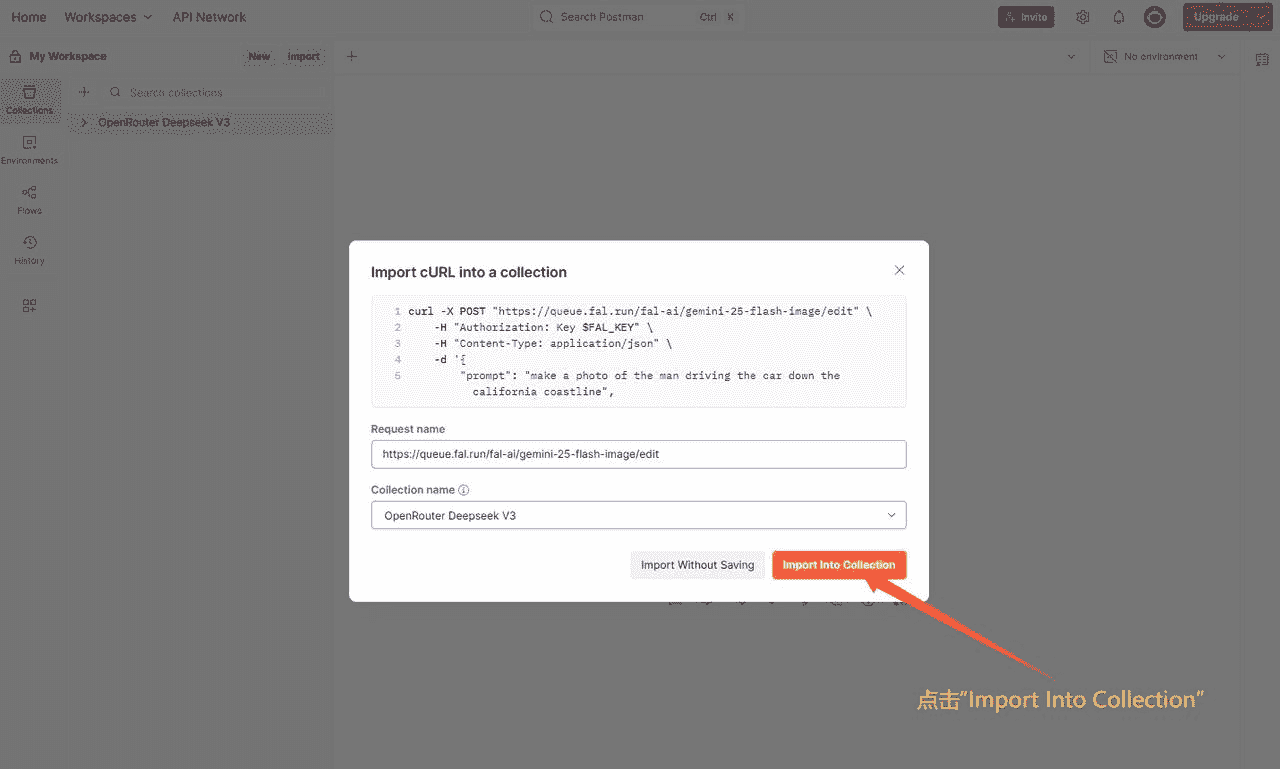 Home Workspaces API Network Search Postman Ctrl K Invite Upgrade
My Workspace New Import No environment
Collections Search collections
OpenRouter Deepseek V3
Environments
Flows
History
Import cURL into a collection
1 curl -X POST "https://queue.fal.run/fal-ai/gemini-25-flash-image/edit" \
2 -H "Authorization: Key $FAL_KEY" \
3 -H "Content-Type: application/json" \
4 -d '{
5 "prompt": "make a photo of the man driving the car down the
california coastline",
Request name
https://queue.fal.run/fal-ai/gemini-25-flash-image/edit
Collection name
OpenRouter Deepseek V3
Import Without Saving Import Into Collection
点击"Import Into Collection"